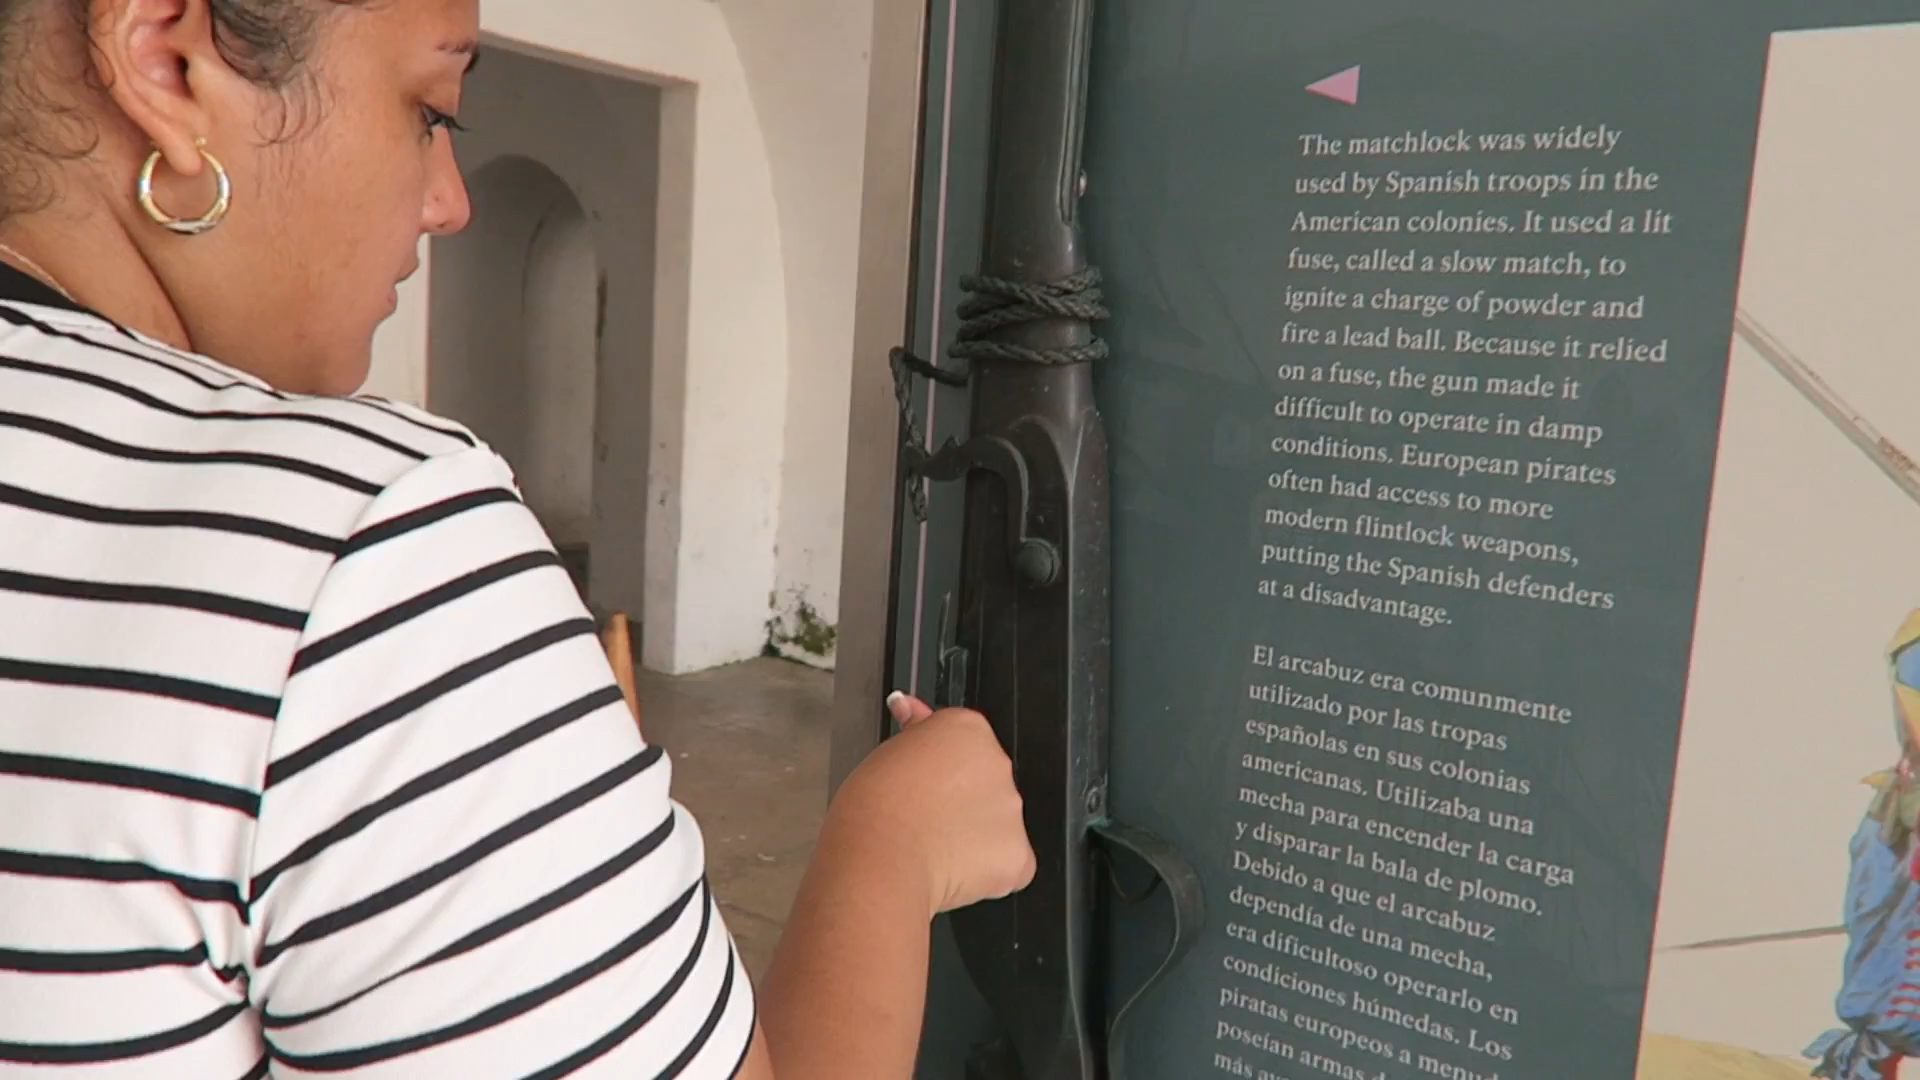 The matchlock was widely
used by Spanish troops in the
American colonies. It used a lit
fuse, called a slow match, to
ignite a charge of powder and
fire a lead ball. Because it relied
on a fuse, the gun made it
difficult to operate in damp
conditions. European pirates
often had access to more
modern flintlock weapons,
putting the Spanish defenders
at a disadvantage.
El arcabuz era comunmente
utilizado por las tropas
españolas en sus colonias
americanas. Utilizaba una
mecha para encender la carga
y disparar la bala de plomo.
Debido a que el arcabuz
dependía de una mecha,
era dificultoso operarlo en
condiciones húmedas. Los
piratas europeos a menud
poseían armas
más